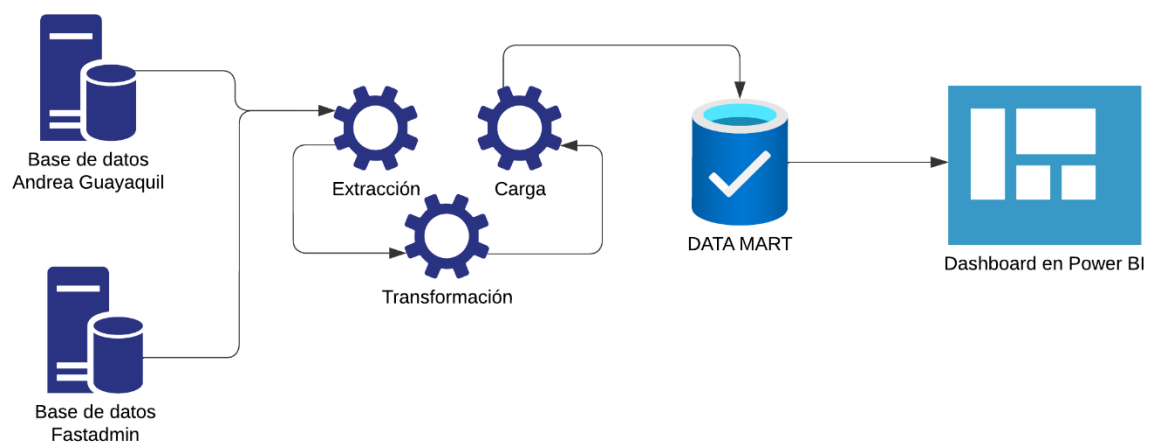 Base de datos
Andrea Guayaquil
Extracción
Carga
Transformación
DATA MART
Dashboard en Power BI
Base de datos
Fastadmin